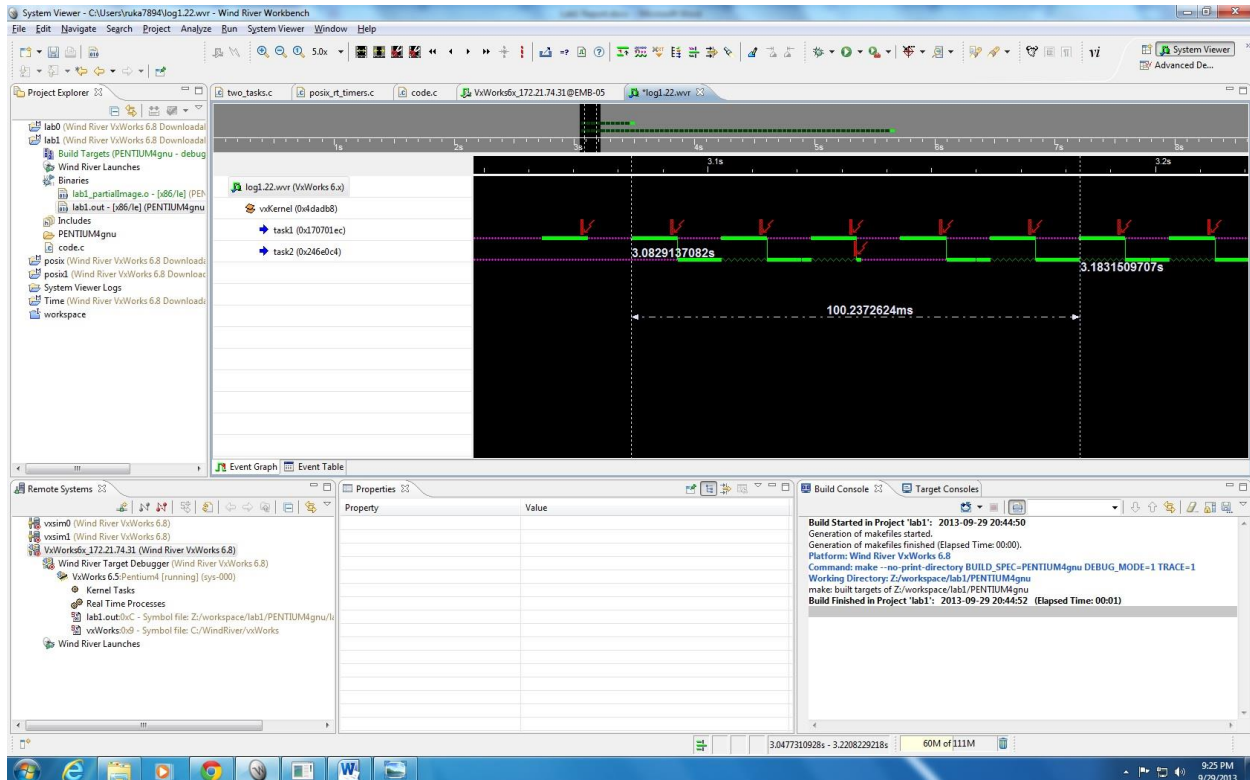 System Viewer - C:\Users\ruka7894\log1.22.wvr - Wind River Workbench
File Edit Navigate Search Project Analyze Run System Viewer Window Help
5.0x
vi
System Viewer
Advanced De...
Project Explorer
two_tasks.c
posix_rt_timers.c
code.c
VxWorks6x_172.21.74.31@EMB-05
*log1.22.wvr
lab0 (Wind River VxWorks 6.8 Downloadal
lab1 (Wind River VxWorks 6.8 Downloadal
Build Targets (PENTIUM4gnu - debug
Wind River Launches
Binaries
lab1_partialImage.o - [x86/le] (PEN
lab1.out - [x86/le] (PENTIUM4gnu
Includes
PENTIUM4gnu
code.c
posix (Wind River VxWorks 6.8 Download
posix1 (Wind River VxWorks 6.8 Downloac
System Viewer Logs
Time (Wind River VxWorks 6.8 Downloada
workspace
1s 2s 3s 4s 5s 6s 7s 8s
3.1s 3.2s
log1.22.wvr (VxWorks 6.x)
vxKernel (0x4dadb8)
task1 (0x170701ec)
task2 (0x246e0c4)
3.0829137082s
3.1831509707s
100.2372624ms
Event Graph Event Table
Remote Systems
vxsim0 (Wind River VxWorks 6.8)
vxsim1 (Wind River VxWorks 6.8)
VxWorks6x_172.21.74.31 (Wind River VxWorks 6.8)
Wind River Target Debugger (Wind River VxWorks 6.8)
VxWorks 6.5:Pentium4 [running] (sys-000)
Kernel Tasks
Real Time Processes
lab1.out:0xC - Symbol file: Z:/workspace/lab1/PENTIUM4gnu/la
vxWorks:0x9 - Symbol file: C:/WindRiver/vxWorks
Wind River Launches
Properties
Property Value
Build Console Target Consoles
Build Started in Project 'lab1': 2013-09-29 20:44:50
Generation of makefiles started.
Generation of makefiles finished (Elapsed Time: 00:00).
Platform: Wind River VxWorks 6.8
Command: make --no-print-directory BUILD_SPEC=PENTIUM4gnu DEBUG_MODE=1 TRACE=1
Working Directory: Z:/workspace/lab1/PENTIUM4gnu
make: built targets of Z:/workspace/lab1/PENTIUM4gnu
Build Finished in Project 'lab1': 2013-09-29 20:44:52 (Elapsed Time: 00:01)
3.0477310928s - 3.2208229218s
60M of 111M
9:25 PM
9/29/2013